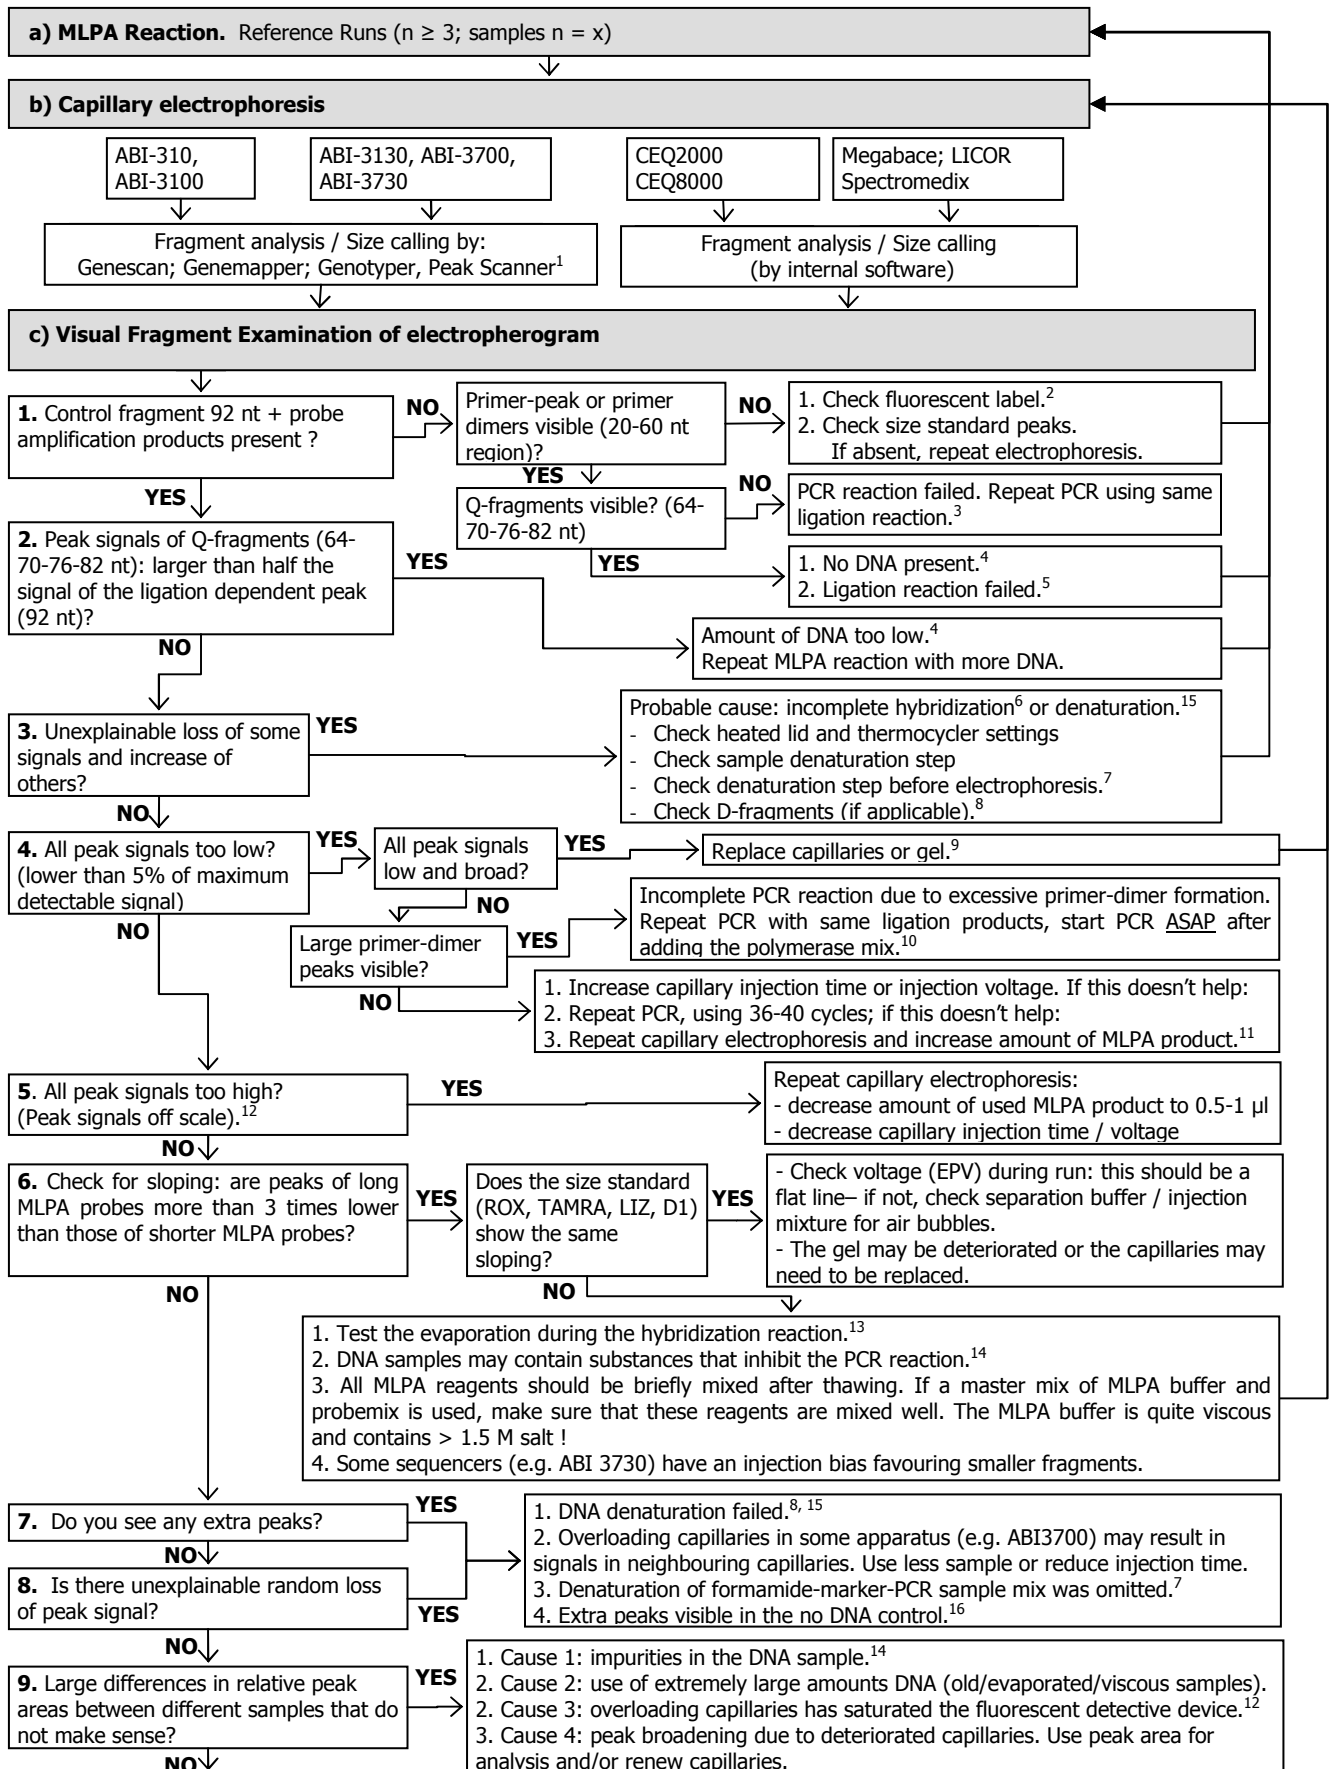 a) MLPA Reaction. Reference Runs (n ≥ 3; samples n = x)
b) Capillary electrophoresis
ABI-310,
ABI-3100
ABI-3130, ABI-3700,
ABI-3730
CEQ2000
CEQ8000
Megabace; LICOR
Spectromedix
Fragment analysis / Size calling by:
Genescan; Genemapper; Genotyper, Peak Scanner¹
Fragment analysis / Size calling
(by internal software)
c) Visual Fragment Examination of electropherogram
1. Control fragment 92 nt + probe
amplification products present ?
NO
Primer-peak or primer
dimers visible (20-60 nt
region)?
NO
1. Check fluorescent label.²
2. Check size standard peaks.
If absent, repeat electrophoresis.
YES
YES
Q-fragments visible? (64-
70-76-82 nt)
NO
PCR reaction failed. Repeat PCR using same
ligation reaction.³
YES
1. No DNA present.⁴
2. Ligation reaction failed.⁵
2. Peak signals of Q-fragments (64-
70-76-82 nt): larger than half the
signal of the ligation dependent peak
(92 nt)?
YES
Amount of DNA too low.⁴
Repeat MLPA reaction with more DNA.
NO
3. Unexplainable loss of some
signals and increase of
others?
YES
Probable cause: incomplete hybridization⁶ or denaturation.¹⁵
- Check heated lid and thermocycler settings
- Check sample denaturation step
- Check denaturation step before electrophoresis.⁷
- Check D-fragments (if applicable).⁸
NO
4. All peak signals too low?
(lower than 5% of maximum
detectable signal)
YES
All peak signals
low and broad?
YES
Replace capillaries or gel.⁹
NO
NO
Large primer-dimer
peaks visible?
YES
Incomplete PCR reaction due to excessive primer-dimer formation.
Repeat PCR with same ligation products, start PCR ASAP after
adding the polymerase mix.¹⁰
NO
1. Increase capillary injection time or injection voltage. If this doesn't help:
2. Repeat PCR, using 36-40 cycles; if this doesn't help:
3. Repeat capillary electrophoresis and increase amount of MLPA product.¹¹
5. All peak signals too high?
(Peak signals off scale).¹²
YES
Repeat capillary electrophoresis:
- decrease amount of used MLPA product to 0.5-1 µl
- decrease capillary injection time / voltage
NO
6. Check for sloping: are peaks of long
MLPA probes more than 3 times lower
than those of shorter MLPA probes?
YES
Does the size standard
(ROX, TAMRA, LIZ, D1)
show the same
sloping?
YES
- Check voltage (EPV) during run: this should be a
flat line– if not, check separation buffer / injection
mixture for air bubbles.
- The gel may be deteriorated or the capillaries may
need to be replaced.
NO
NO
1. Test the evaporation during the hybridization reaction.¹³
2. DNA samples may contain substances that inhibit the PCR reaction.¹⁴
3. All MLPA reagents should be briefly mixed after thawing. If a master mix of MLPA buffer and
probemix is used, make sure that these reagents are mixed well. The MLPA buffer is quite viscous
and contains > 1.5 M salt !
4. Some sequencers (e.g. ABI 3730) have an injection bias favouring smaller fragments.
7. Do you see any extra peaks?
YES
NO
8. Is there unexplainable random loss
of peak signal?
YES
1. DNA denaturation failed.⁸, ¹⁵
2. Overloading capillaries in some apparatus (e.g. ABI3700) may result in
signals in neighbouring capillaries. Use less sample or reduce injection time.
3. Denaturation of formamide-marker-PCR sample mix was omitted.⁷
4. Extra peaks visible in the no DNA control.¹⁶
NO
9. Large differences in relative peak
areas between different samples that do
not make sense?
YES
1. Cause 1: impurities in the DNA sample.¹⁴
2. Cause 2: use of extremely large amounts DNA (old/evaporated/viscous samples).
2. Cause 3: overloading capillaries has saturated the fluorescent detective device.¹²
3. Cause 4: peak broadening due to deteriorated capillaries. Use peak area for
analysis and/or renew capillaries.
NO